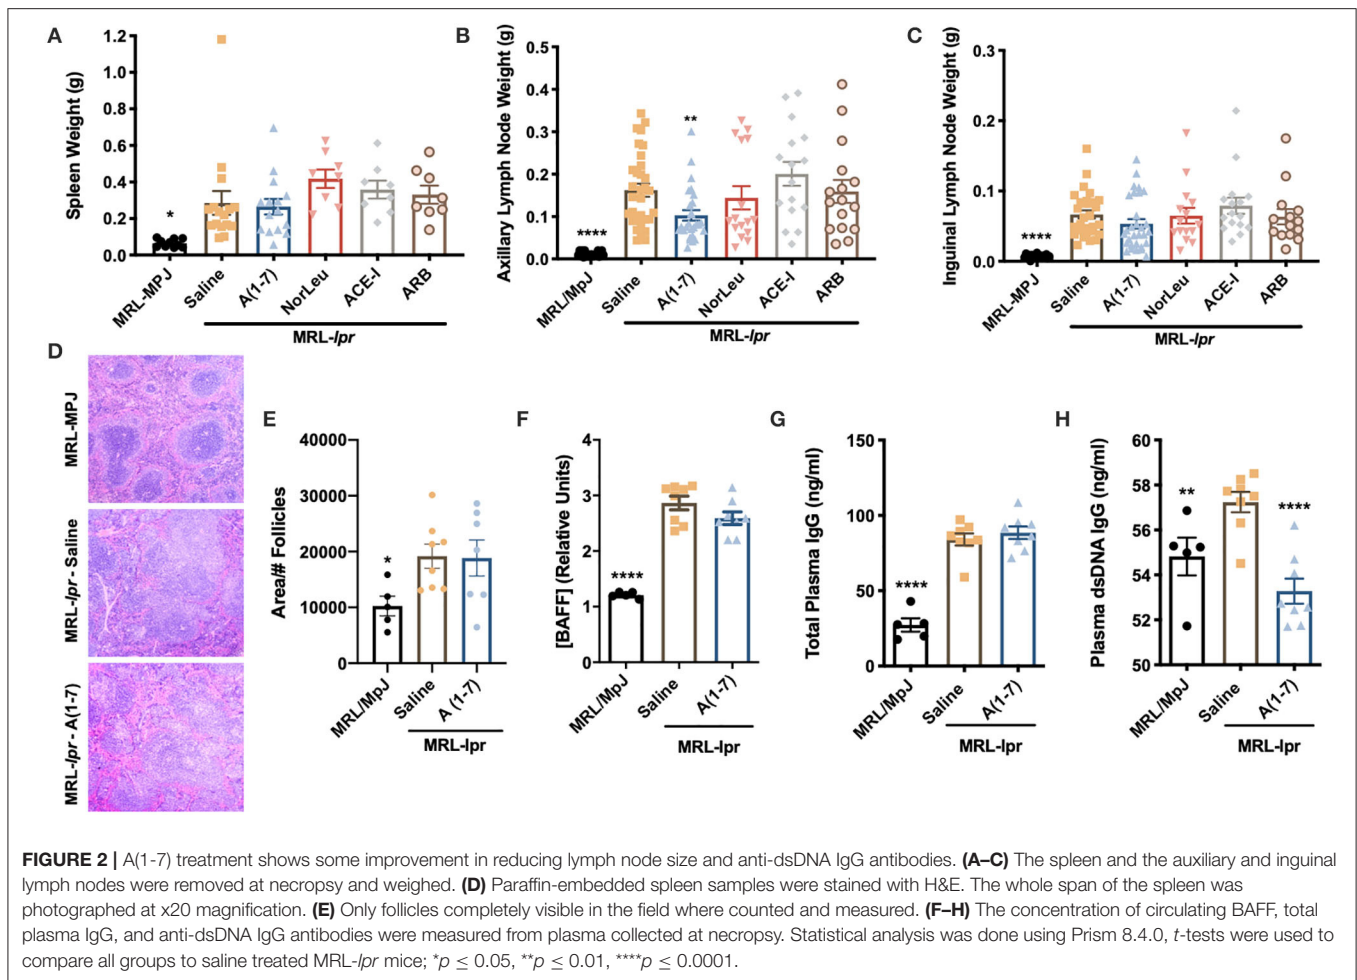 A
Spleen Weight (g)
1.2
1.0
0.8
0.6
0.4
0.2
0.0
*
MRL-MPJ
Saline
A(1-7)
NorLeu
ACE-I
ARB
MRL-lpr
B
Axiliary Lymph Node Weight (g)
0.5
0.4
0.3
0.2
0.1
0.0
****
**
MRL/MpJ
Saline
A(1-7)
NorLeu
ACE-I
ARB
MRL-lpr
C
Inguinal Lymph Node Weight (g)
0.3
0.2
0.1
0.0
****
MRL-MPJ
Saline
A(1-7)
NorLeu
ACE-I
ARB
MRL-lpr
D
MRL-MPJ
MRL-lpr - Saline
MRL-lpr - A(1-7)
E
Area/# Follicles
40000
30000
20000
10000
0
*
MRL/MpJ
Saline
A (1-7)
MRL-lpr
F
[BAFF] (Relative Units)
4
3
2
1
0
****
MRL/MpJ
Saline
A(1-7)
MRL-lpr
G
Total Plasma IgG (ng/ml)
150
100
50
0
****
MRL/MpJ
Saline
A(1-7)
MRL-lpr
H
Plasma dsDNA IgG (ng/ml)
60
58
56
54
52
50
**
****
MRL/MpJ
Saline
A(1-7)
MRL-lpr
FIGURE 2 | A(1-7) treatment shows some improvement in reducing lymph node size and anti-dsDNA IgG antibodies. (A–C) The spleen and the auxiliary and inguinal
lymph nodes were removed at necropsy and weighed. (D) Paraffin-embedded spleen samples were stained with H&E. The whole span of the spleen was
photographed at x20 magnification. (E) Only follicles completely visible in the field where counted and measured. (F–H) The concentration of circulating BAFF, total
plasma IgG, and anti-dsDNA IgG antibodies were measured from plasma collected at necropsy. Statistical analysis was done using Prism 8.4.0, t-tests were used to
compare all groups to saline treated MRL-lpr mice; *p ≤ 0.05, **p ≤ 0.01, ****p ≤ 0.0001.